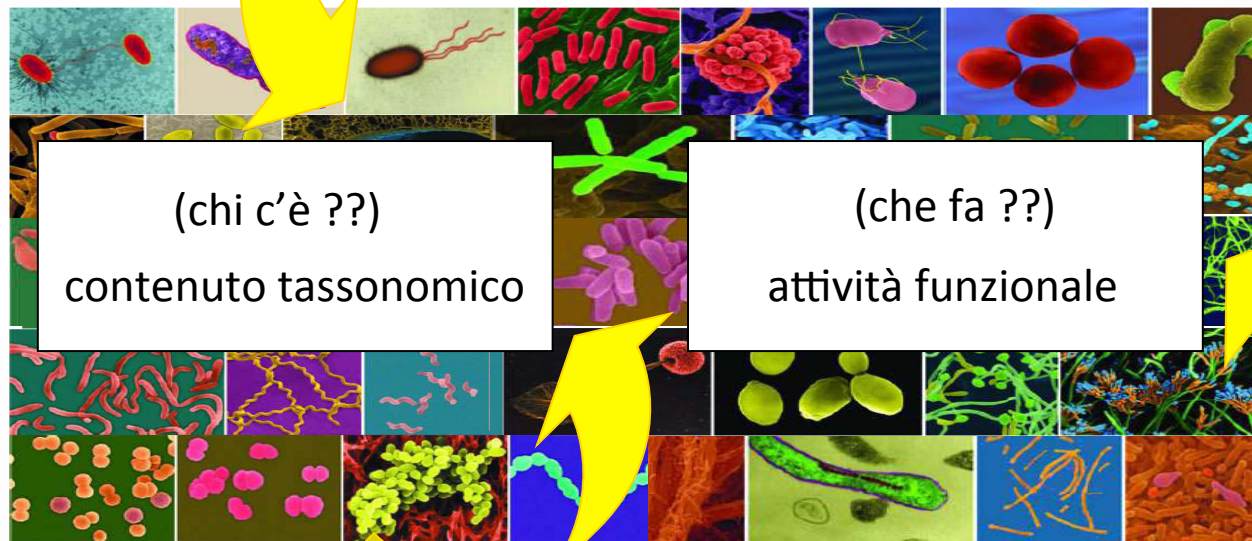 (chi c’è ??)
contenuto tassonomico
(che fa ??)
attività funzionale